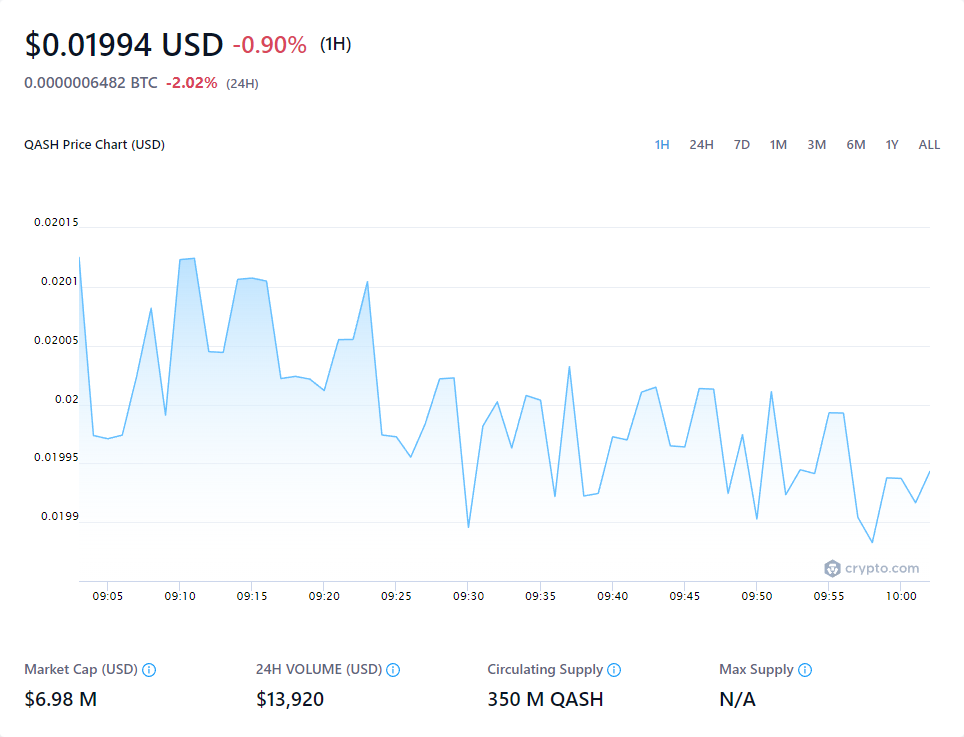 $0.01994 USD -0.90% (1H)
0.0000006482 BTC -2.02% (24H)
QASH Price Chart (USD) 1H 24H 7D 1M 3M 6M 1Y ALL
0.02015
0.0201
0.02005
0.02
0.01995
0.0199
crypto.com
09:05 09:10 09:15 09:20 09:25 09:30 09:35 09:40 09:45 09:50 09:55 10:00
Market Cap (USD) 24H VOLUME (USD) Circulating Supply Max Supply
$6.98 M $13,920 350 M QASH N/A